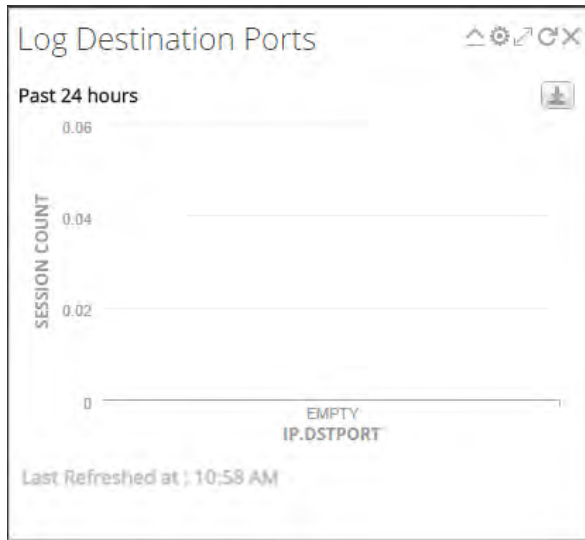 Log Destination Ports
Past 24 hours
0.06
0.04
0.02
0
SESSION COUNT
EMPTY
IP.DSTPORT
Last Refreshed at : 10:58 AM